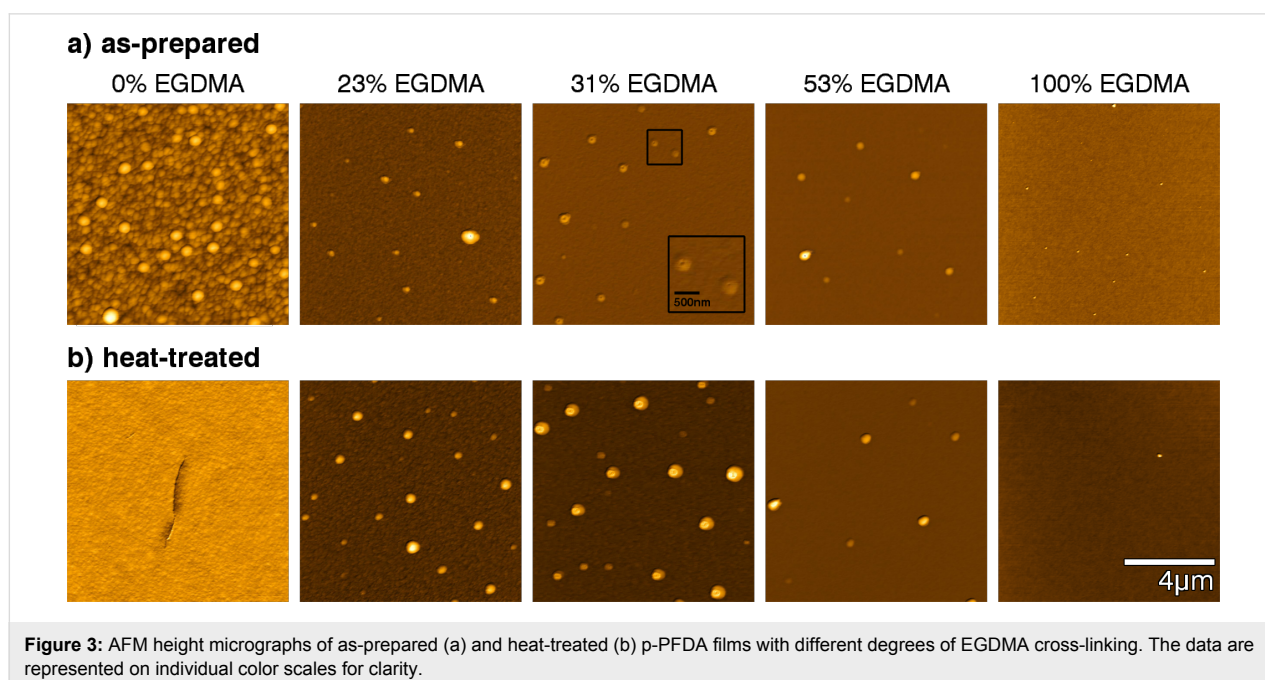 a) as-prepared
0% EGDMA 23% EGDMA 31% EGDMA 53% EGDMA 100% EGDMA
500nm
b) heat-treated
4μm
Figure 3: AFM height micrographs of as-prepared (a) and heat-treated (b) p-PFDA films with different degrees of EGDMA cross-linking. The data are
represented on individual color scales for clarity.